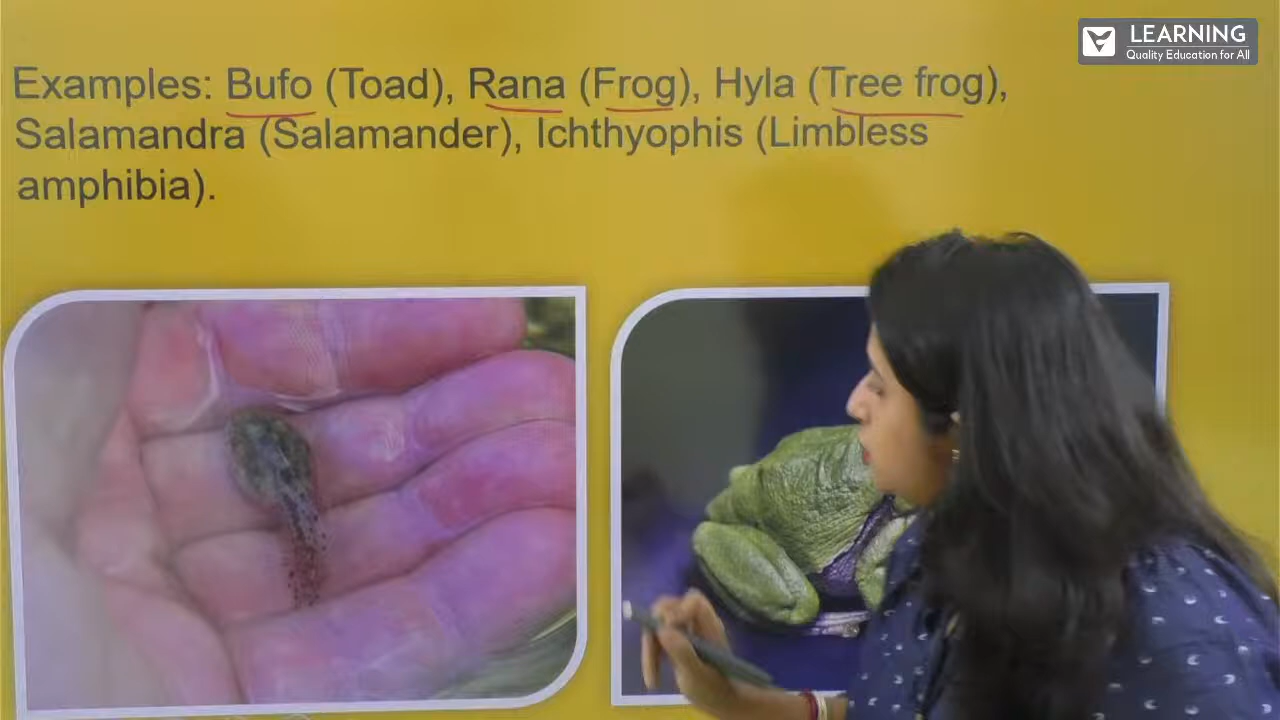 LEARNING
Quality Education for All
Examples: Bufo (Toad), Rana (Frog), Hyla (Tree frog),
Salamandra (Salamander), Ichthyophis (Limbless
amphibia).